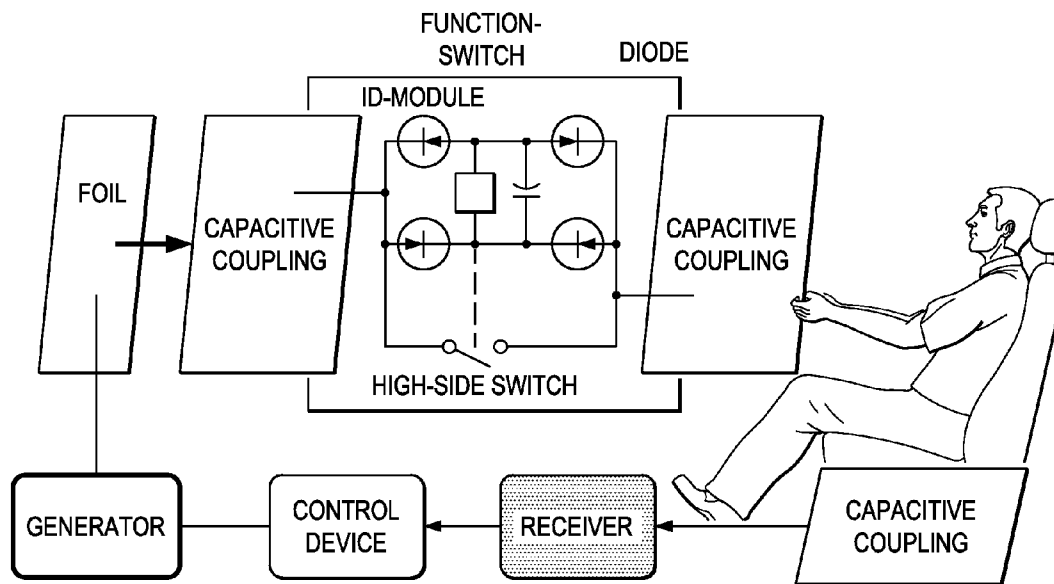 FUNCTION-
SWITCH
DIODE
ID-MODULE
FOIL
CAPACITIVE
COUPLING
CAPACITIVE
COUPLING
HIGH-SIDE SWITCH
GENERATOR
CONTROL
DEVICE
RECEIVER
CAPACITIVE
COUPLING